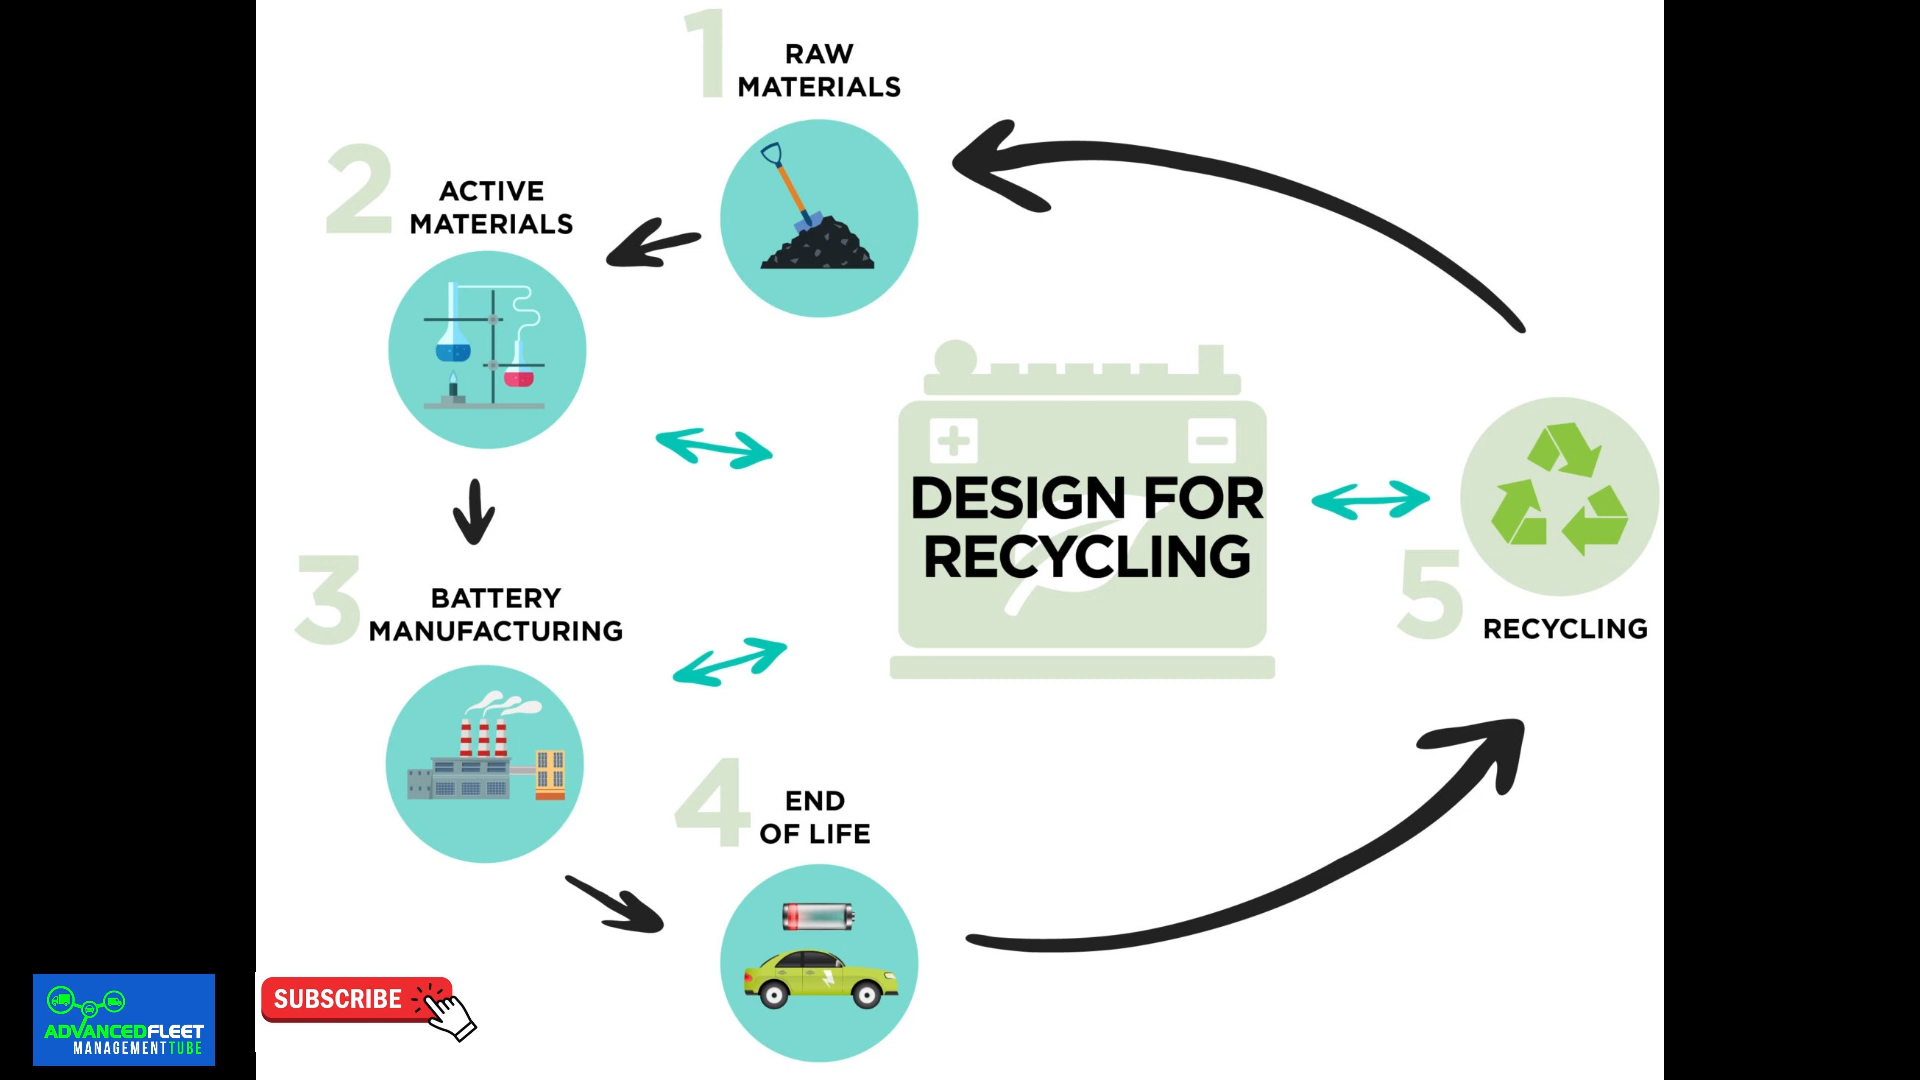 1
RAW
MATERIALS
2
ACTIVE
MATERIALS
3
BATTERY
MANUFACTURING
4
END
OF LIFE
DESIGN FOR
RECYCLING
5
RECYCLING
SUBSCRIBE
ADVANCEDFLEET
MANAGEMENTTUBE